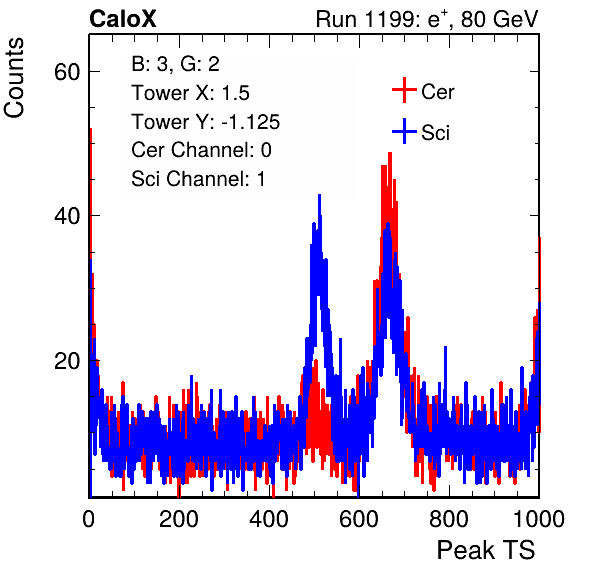 CaloX Run 1199: e⁺, 80 GeV
Counts
B: 3, G: 2
Tower X: 1.5
Tower Y: -1.125
Cer Channel: 0
Sci Channel: 1
Cer
Sci
60
40
20
0 200 400 600 800 1000
Peak TS